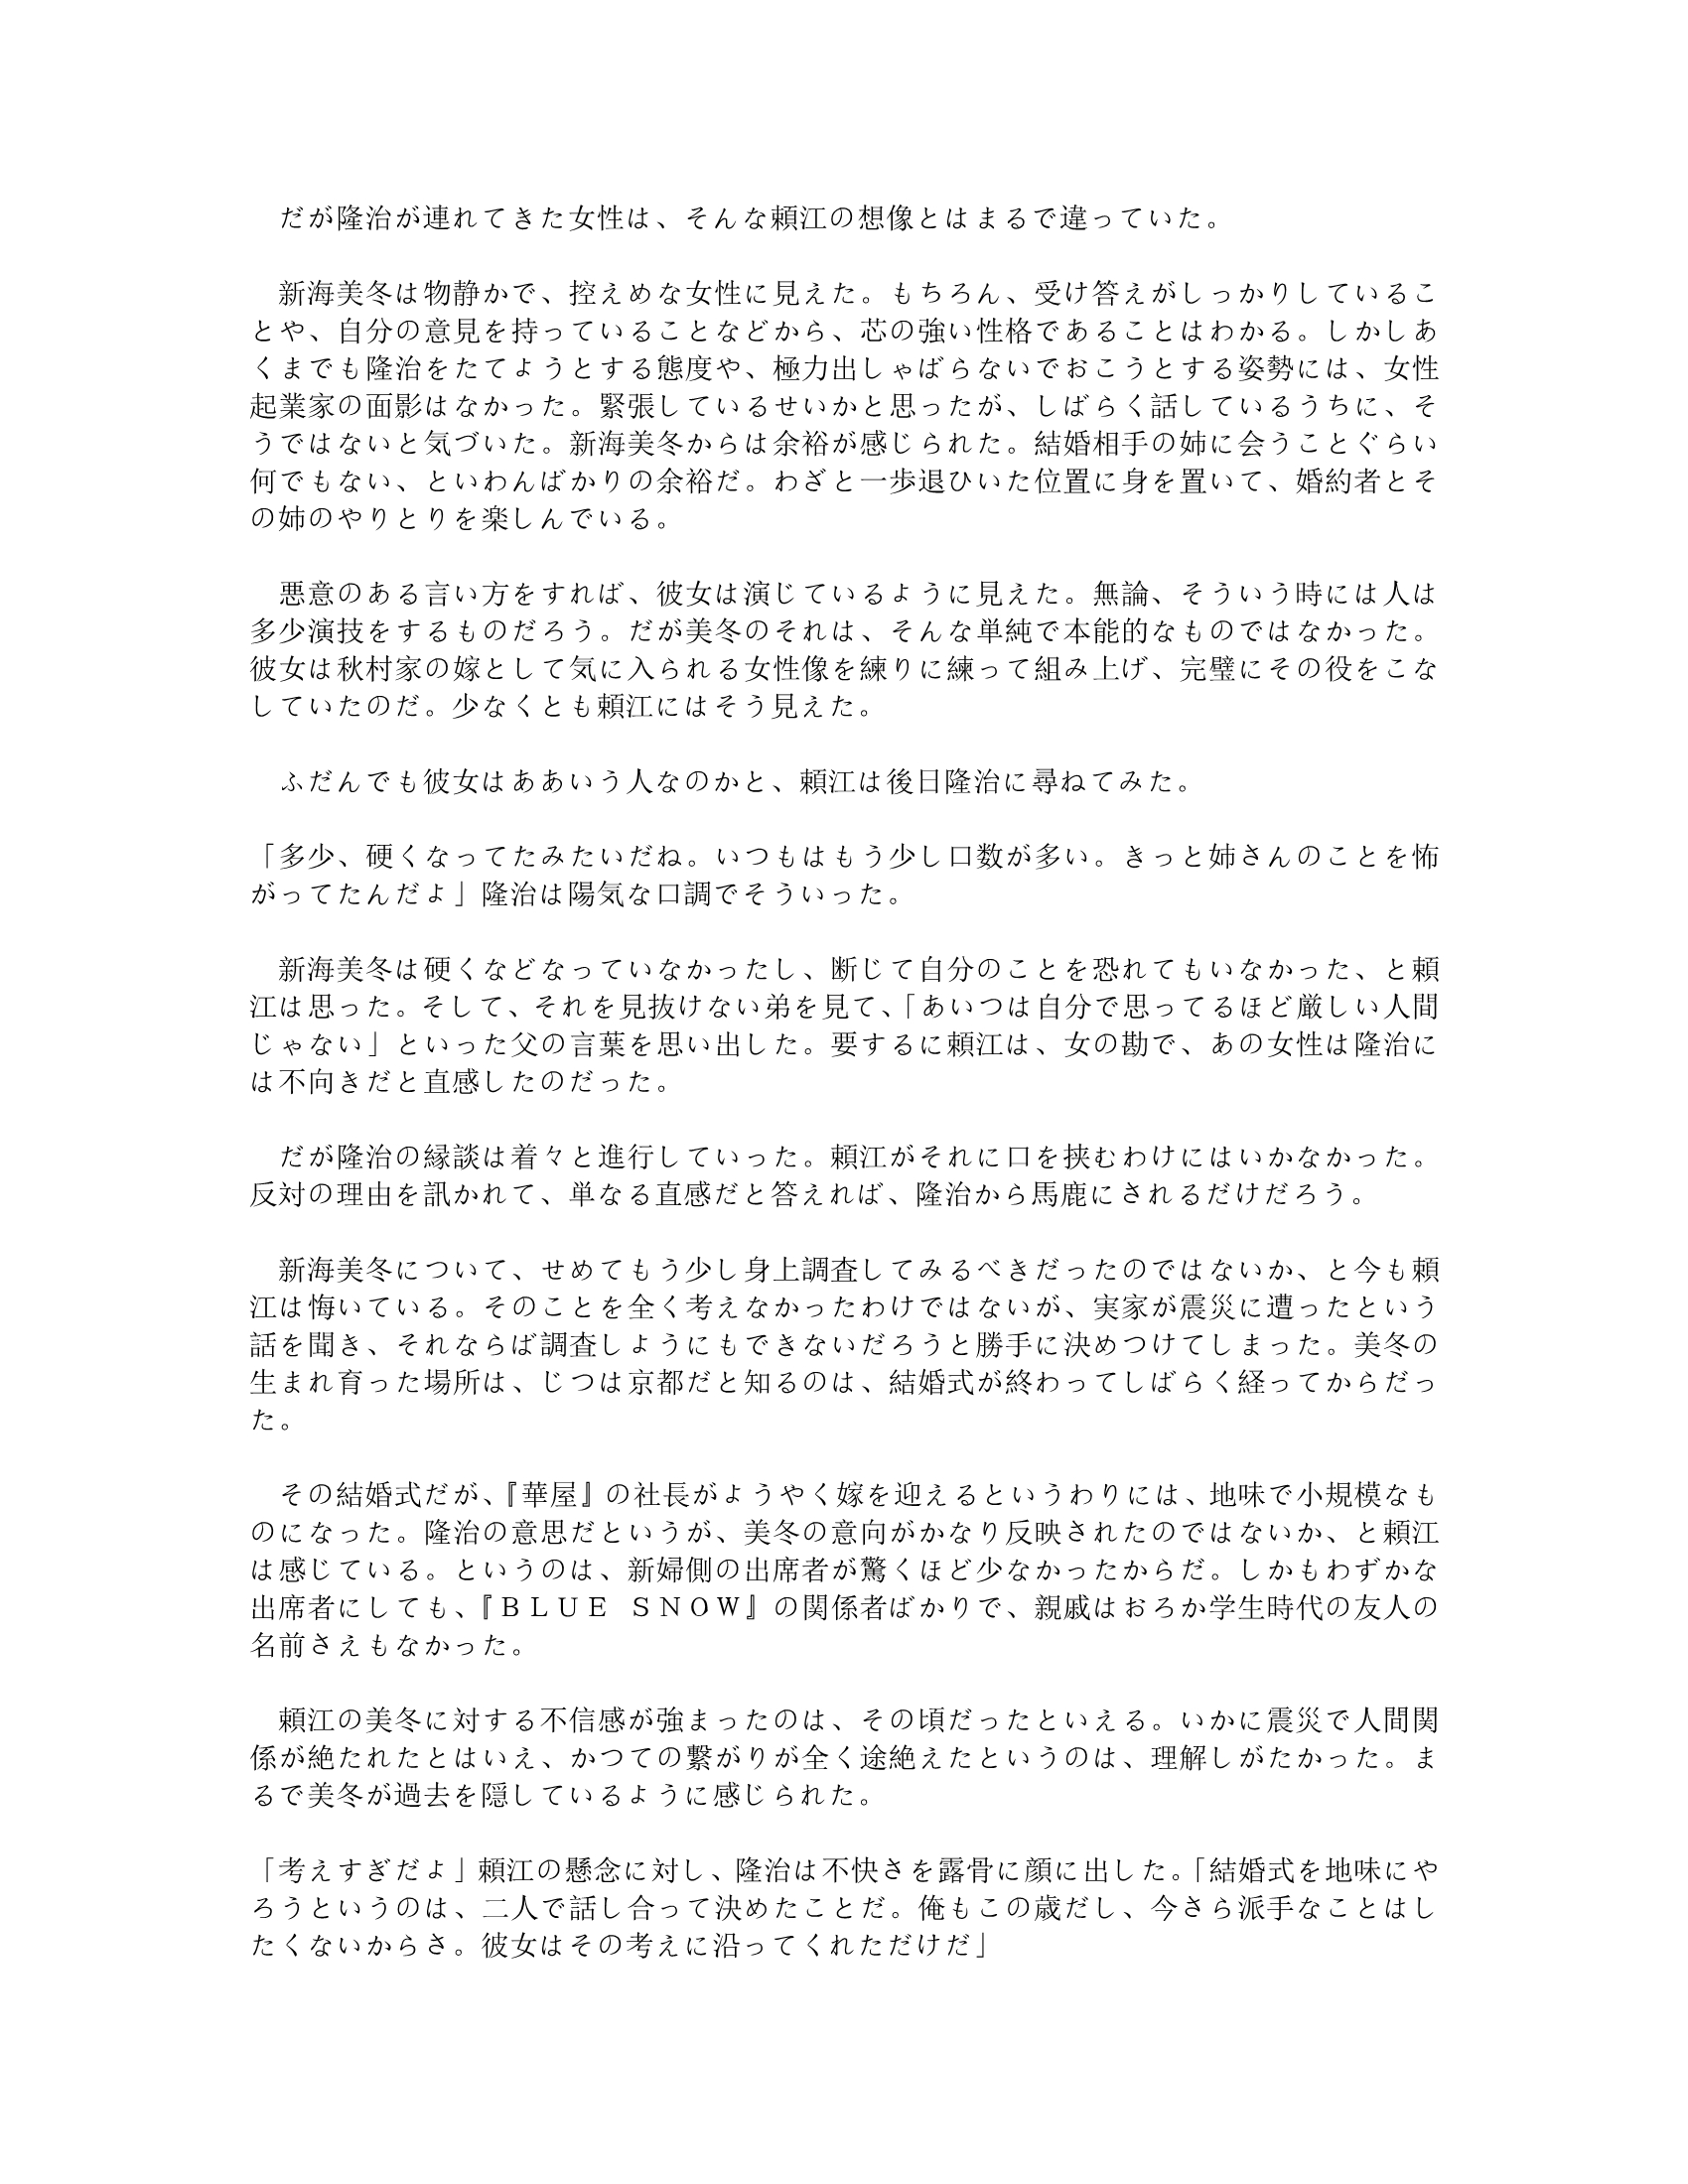 だが隆治が連れてきた女性は、そんな頼江の想像とはまるで違っていた。
　新海美冬は物静かで、控えめな女性に見えた。もちろん、受け答えがしっかりしているこ
とや、自分の意見を持っていることなどから、芯の強い性格であることはわかる。しかしあ
くまでも隆治をたてようとする態度や、極力出しゃばらないでおこうとする姿勢には、女性
起業家の面影はなかった。緊張しているせいかと思ったが、しばらく話しているうちに、そ
うではないと気づいた。新海美冬からは余裕が感じられた。結婚相手の姉に会うことぐらい
何でもない、といわんばかりの余裕だ。わざと一歩退ひいた位置に身を置いて、婚約者とそ
の姉のやりとりを楽しんでいる。
　悪意のある言い方をすれば、彼女は演じているように見えた。無論、そういう時には人は
多少演技をするものだろう。だが美冬のそれは、そんな単純で本能的なものではなかった。
彼女は秋村家の嫁として気に入られる女性像を練りに練って組み上げ、完璧にその役をこな
していたのだ。少なくとも頼江にはそう見えた。
　ふだんでも彼女はああいう人なのかと、頼江は後日隆治に尋ねてみた。
「多少、硬くなってたみたいだね。いつもはもう少し口数が多い。きっと姉さんのことを怖
がってたんだよ」隆治は陽気な口調でそういった。
　新海美冬は硬くなどなっていなかったし、断じて自分のことを恐れてもいなかった、と頼
江は思った。そして、それを見抜けない弟を見て、「あいつは自分で思ってるほど厳しい人間
じゃない」といった父の言葉を思い出した。要するに頼江は、女の勘で、あの女性は隆治に
は不向きだと直感したのだった。
　だが隆治の縁談は着々と進行していった。頼江がそれに口を挟むわけにはいかなかった。
反対の理由を訊かれて、単なる直感だと答えれば、隆治から馬鹿にされるだけだろう。
　新海美冬について、せめてもう少し身上調査してみるべきだったのではないか、と今も頼
江は悔いている。そのことを全く考えなかったわけではないが、実家が震災に遭ったという
話を聞き、それならば調査しようにもできないだろうと勝手に決めつけてしまった。美冬の
生まれ育った場所は、じつは京都だと知るのは、結婚式が終わってしばらく経ってからだっ
た。
　その結婚式だが、『華屋』の社長がようやく嫁を迎えるというわりには、地味で小規模なも
のになった。隆治の意思だというが、美冬の意向がかなり反映されたのではないか、と頼江
は感じている。というのは、新婦側の出席者が驚くほど少なかったからだ。しかもわずかな
出席者にしても、『ＢＬＵＥ　ＳＮＯＷ』の関係者ばかりで、親戚はおろか学生時代の友人の
名前さえもなかった。
　頼江の美冬に対する不信感が強まったのは、その頃だったといえる。いかに震災で人間関
係が絶たれたとはいえ、かつての繋がりが全く途絶えたというのは、理解しがたかった。ま
るで美冬が過去を隠しているように感じられた。
「考えすぎだよ」頼江の懸念に対し、隆治は不快さを露骨に顔に出した。「結婚式を地味にや
ろうというのは、二人で話し合って決めたことだ。俺もこの歳だし、今さら派手なことはし
たくないからさ。彼女はその考えに沿ってくれただけだ」